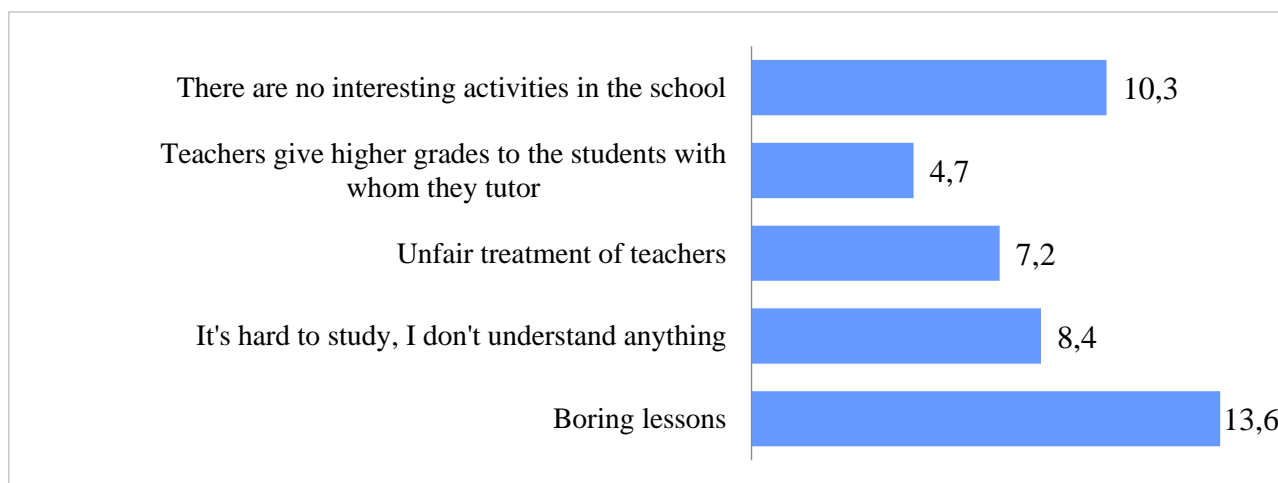 There are no interesting activities in the school
10,3
Teachers give higher grades to the students with
whom they tutor
4,7
Unfair treatment of teachers
7,2
It's hard to study, I don't understand anything
8,4
Boring lessons
13,6